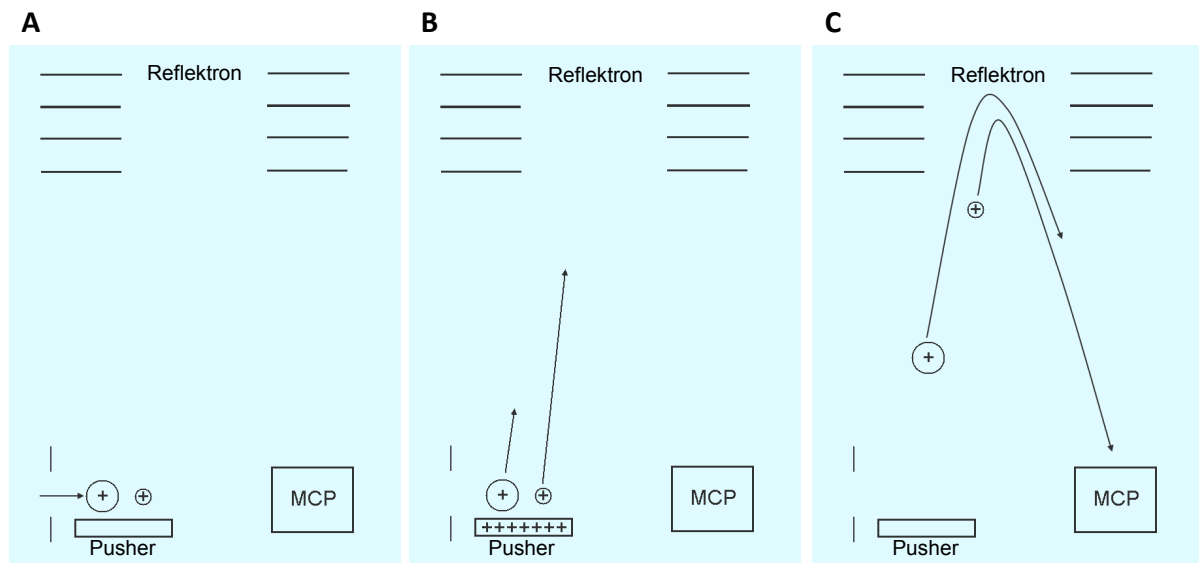 A
B
C
Reflektron
Reflektron
Reflektron
+
+
MCP
Pusher
+
+
+++++++
MCP
Pusher
+
+
MCP
Pusher